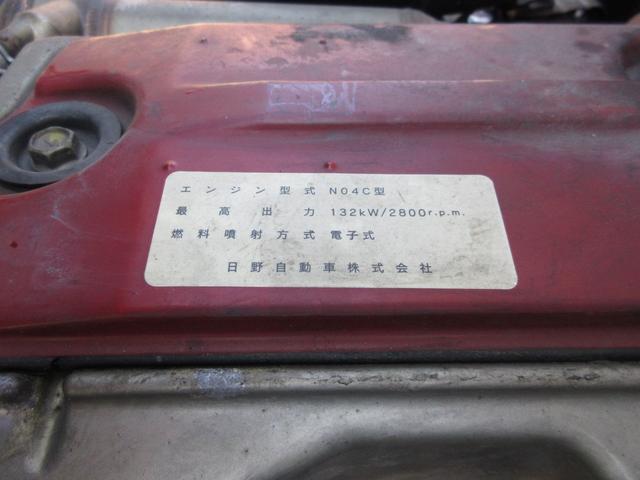 エンジン型式 N04C型
最高出力 132kW/2800r.p.m.
燃料噴射方式 電子式
日野自動車株式会社